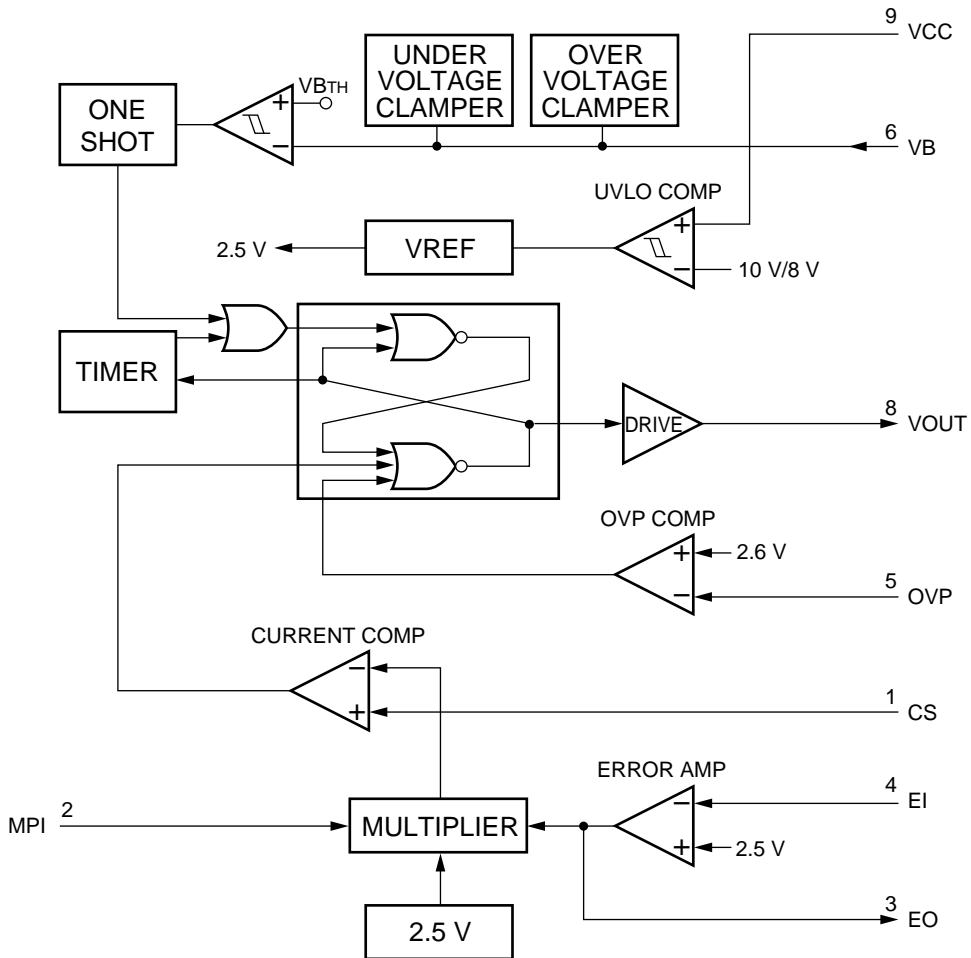 9
VCC
UNDER
VOLTAGE
CLAMPER
OVER
VOLTAGE
CLAMPER
VBTH
ONE
SHOT
+
−
6
VB
UVLO COMP
2.5 V
VREF
+
−
10 V/8 V
TIMER
DRIVE
8
VOUT
OVP COMP
+
2.6 V
−
5
OVP
CURRENT COMP
−
+
1
CS
ERROR AMP
−
4
EI
MPI
2
MULTIPLIER
+
2.5 V
3
EO
2.5 V